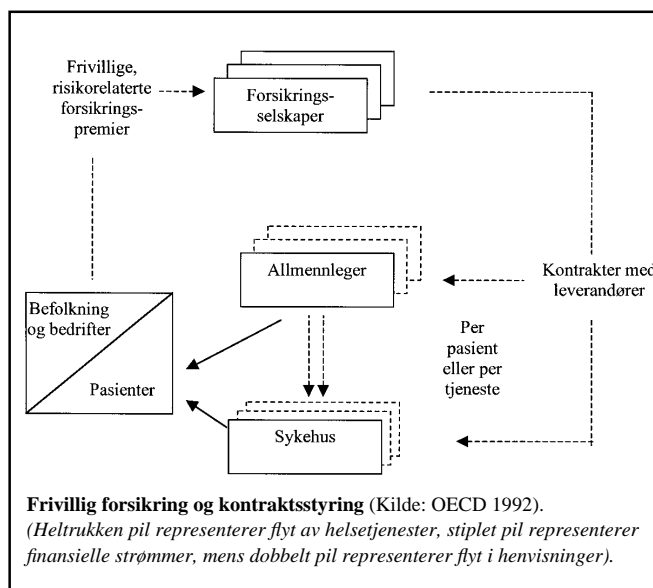 Frivillige,
risikorelaterte
forsikrings-
premier
Forsikrings-
selskaper
Allmennleger
Kontrakter med
leverandører
Befolkning
og bedrifter
Pasienter
Per
pasient
eller per
tjeneste
Sykehus
Frivillig forsikring og kontraktsstyring (Kilde: OECD 1992).
(Heltrukken pil representerer flyt av helsetjenester, stiplet pil representerer
finansielle strømmer, mens dobbelt pil representerer flyt i henvisninger).